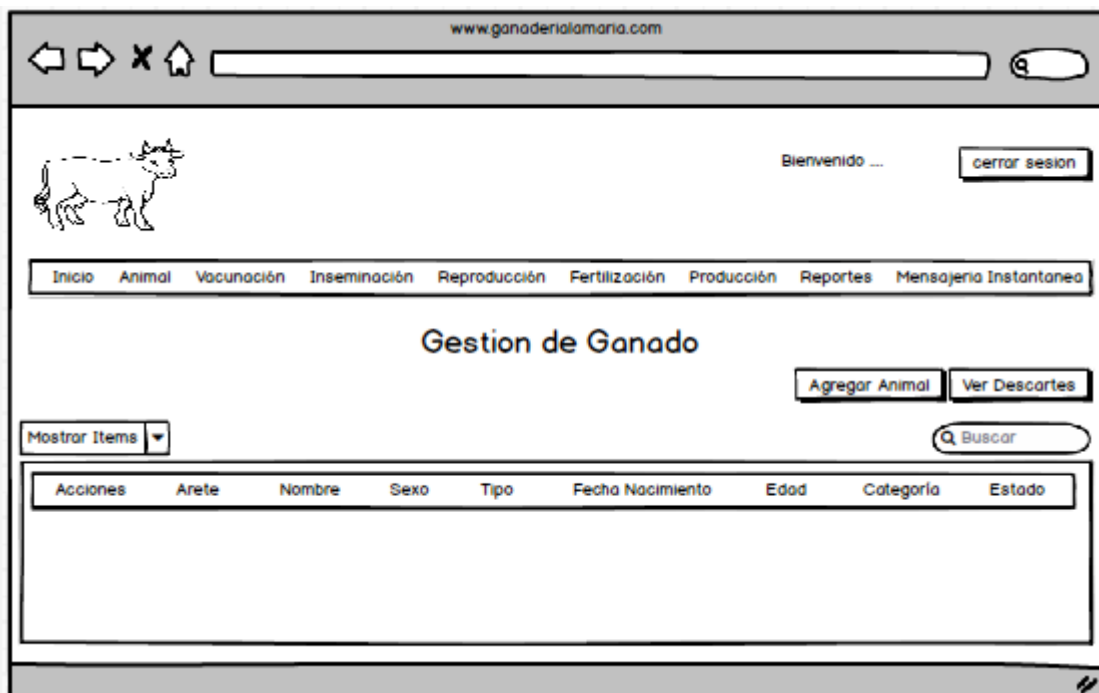 www.ganaderialamaria.com
Bienvenido ... cerrar sesion
Inicio Animal Vacunación Inseminación Reproducción Fertilización Producción Reportes Mensajeria Instantanea
Gestion de Ganado
Agregar Animal Ver Descartes
Mostrar Items Buscar
Acciones Arete Nombre Sexo Tipo Fecha Nacimiento Edad Categoría Estado